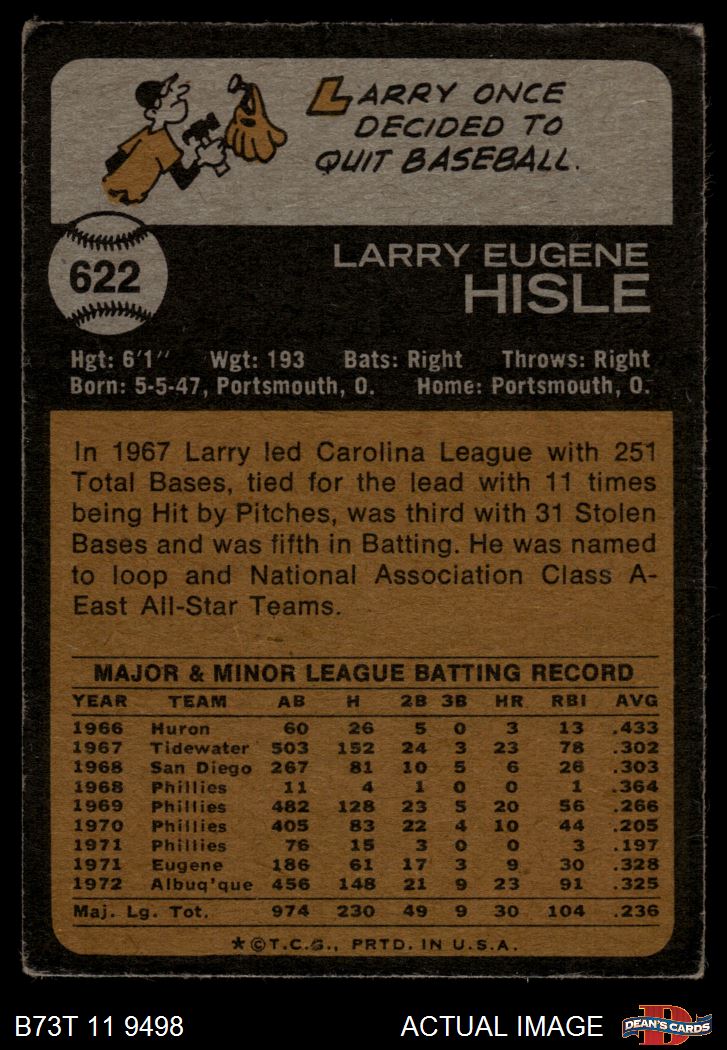 LARRY ONCE
DECIDED TO
QUIT BASEBALL.
622
LARRY EUGENE
HISLE
Hgt: 6'1" Wgt: 193 Bats: Right Throws: Right
Born: 5-5-47, Portsmouth, O. Home: Portsmouth, O.
In 1967 Larry led Carolina League with 251
Total Bases, tied for the lead with 11 times
being Hit by Pitches, was third with 31 Stolen
Bases and was fifth in Batting. He was named
to loop and National Association Class A-
East All-Star Teams.
MAJOR & MINOR LEAGUE BATTING RECORD
YEAR TEAM AB H 2B 3B HR RBI AVG
1966 Huron 60 26 5 0 3 13 .433
1967 Tidewater 503 152 24 3 23 78 .302
1968 San Diego 267 81 10 5 6 26 .303
1968 Phillies 11 4 1 0 0 1 .364
1969 Phillies 482 128 23 5 20 56 .266
1970 Phillies 405 83 22 4 10 44 .205
1971 Phillies 76 15 3 0 0 3 .197
1971 Eugene 186 61 17 3 9 30 .328
1972 Albuq'que 456 148 21 9 23 91 .325
Maj. Lg. Tot. 974 230 49 9 30 104 .236
★©T.C.G., PRTD. IN U.S.A.
B73T 11 9498 ACTUAL IMAGE
DEAN'S CARDS